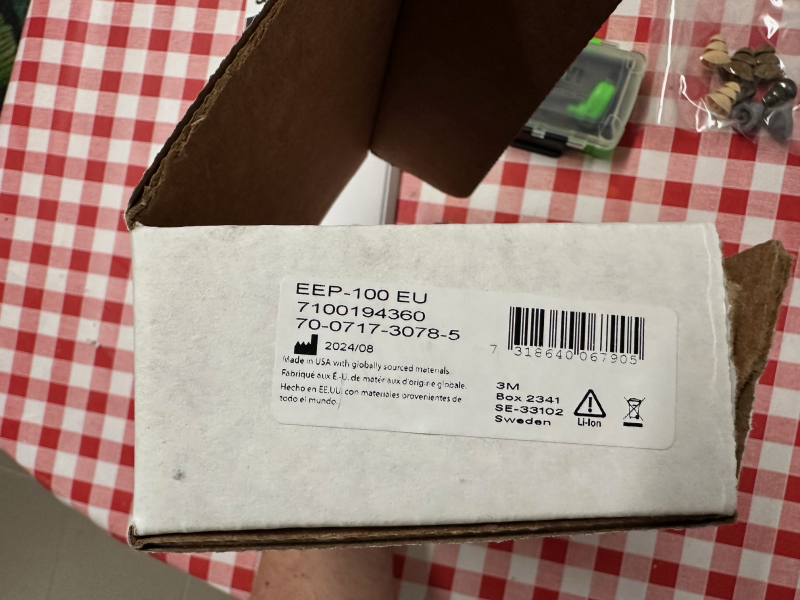 EEP-100 EU
7100194360
70-0717-3078-5
2024/08
Made in USA with globally sourced materials.
Fabriqué aux É.-U. de matériaux d'origine globale.
Hecho en EE.UU. con materiales provenientes de
todo el mundo.
7 318640 067905
3M
Box 2341
SE-33102
Sweden
Li-Ion